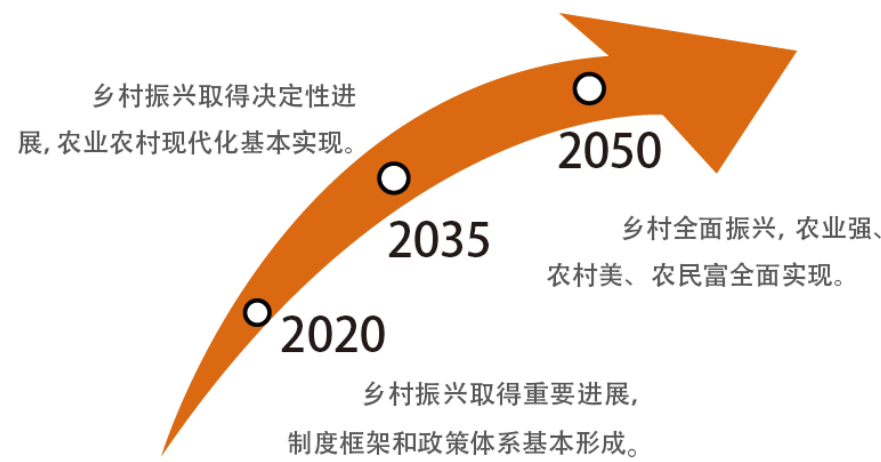 乡村振兴取得决定性进
展,农业农村现代化基本实现。
2050
2035
乡村全面振兴, 农业强、
农村美、农民富全面实现。
2020
乡村振兴取得重要进展,
制度框架和政策体系基本形成。